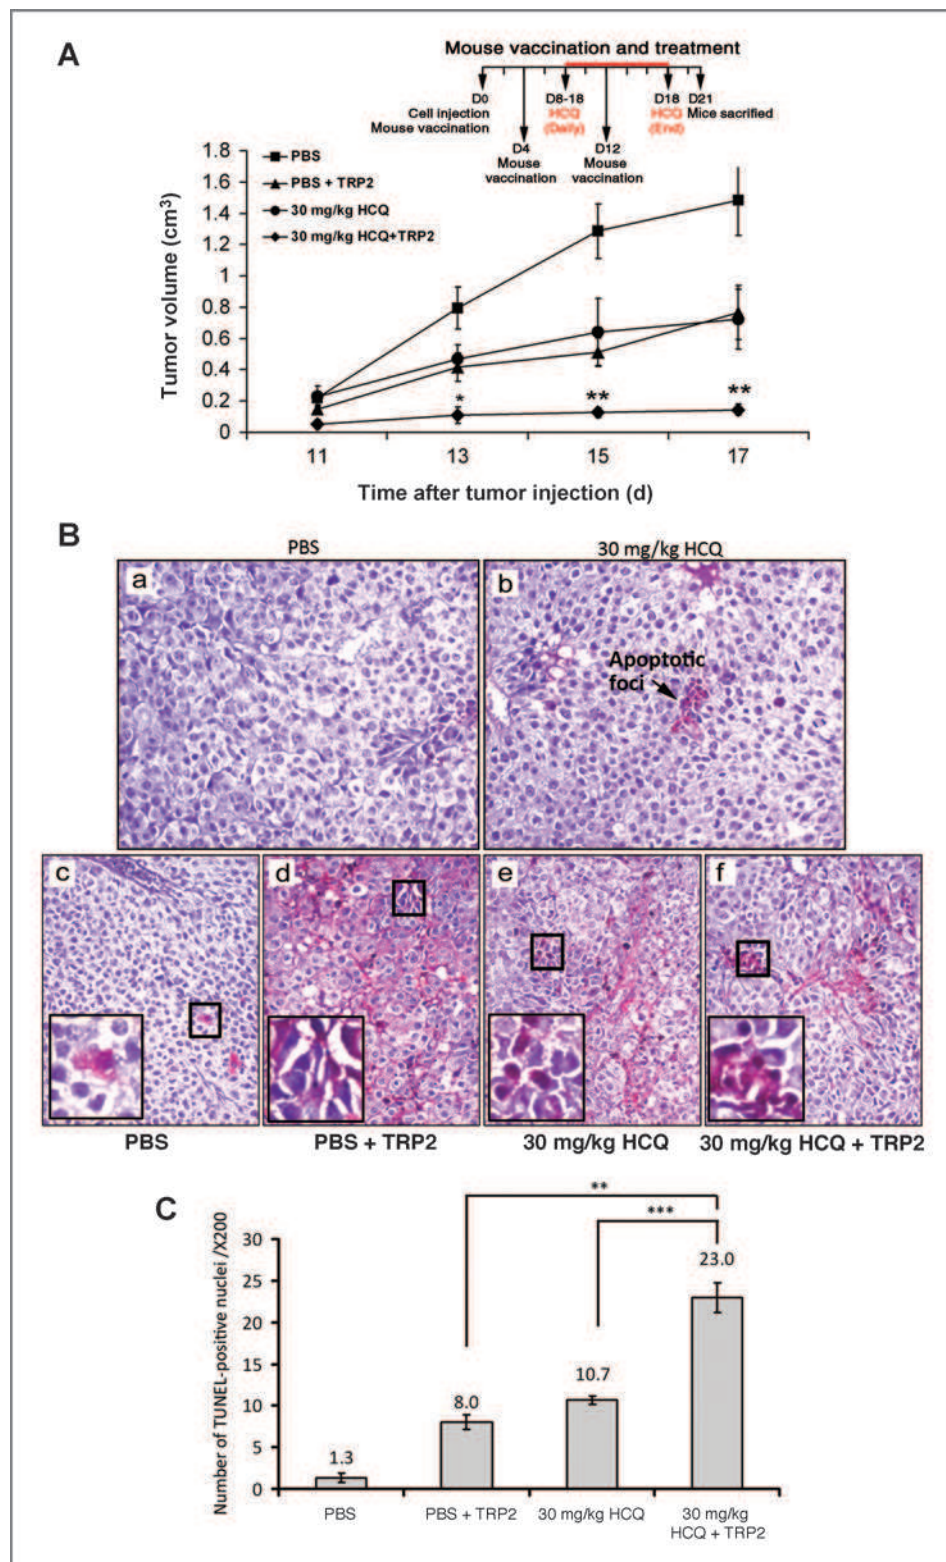 A
Mouse vaccination and treatment
D0
Cell injection
Mouse vaccination
D4
Mouse
vaccination
D8-18
HCQ
(Daily)
D12
Mouse
vaccination
D18
HCQ
(End)
D21
Mice sacrified
PBS
PBS + TRP2
30 mg/kg HCQ
30 mg/kg HCQ+TRP2
Tumor volume (cm3)
1.8
1.6
1.4
1.2
1
0.8
0.6
0.4
0.2
0
*
**
**
11
13
15
17
Time after tumor injection (d)
B
PBS
30 mg/kg HCQ
a
b
Apoptotic
foci
c
d
e
f
PBS
PBS + TRP2
30 mg/kg HCQ
30 mg/kg HCQ + TRP2
C
Number of TUNEL-positive nuclei /X200
30
25
20
15
10
5
0
**
***
1.3
8.0
10.7
23.0
PBS
PBS + TRP2
30 mg/kg HCQ
30 mg/kg
HCQ + TRP2